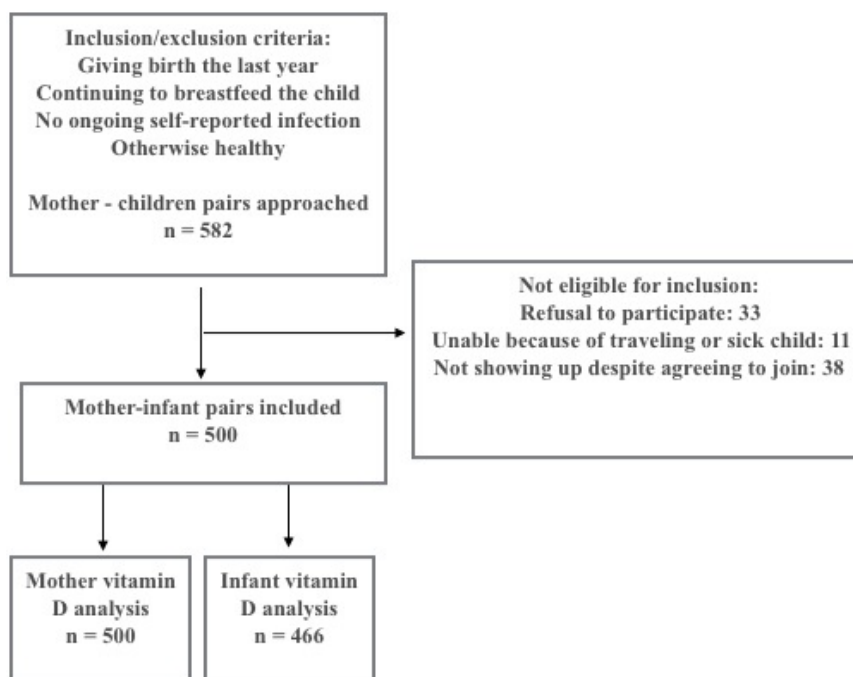 Inclusion/exclusion criteria:
Giving birth the last year
Continuing to breastfeed the child
No ongoing self-reported infection
Otherwise healthy
Mother - children pairs approached
n = 582
Not eligible for inclusion:
Refusal to participate: 33
Unable because of traveling or sick child: 11
Not showing up despite agreeing to join: 38
Mother-infant pairs included
n = 500
Mother vitamin
D analysis
n = 500
Infant vitamin
D analysis
n = 466